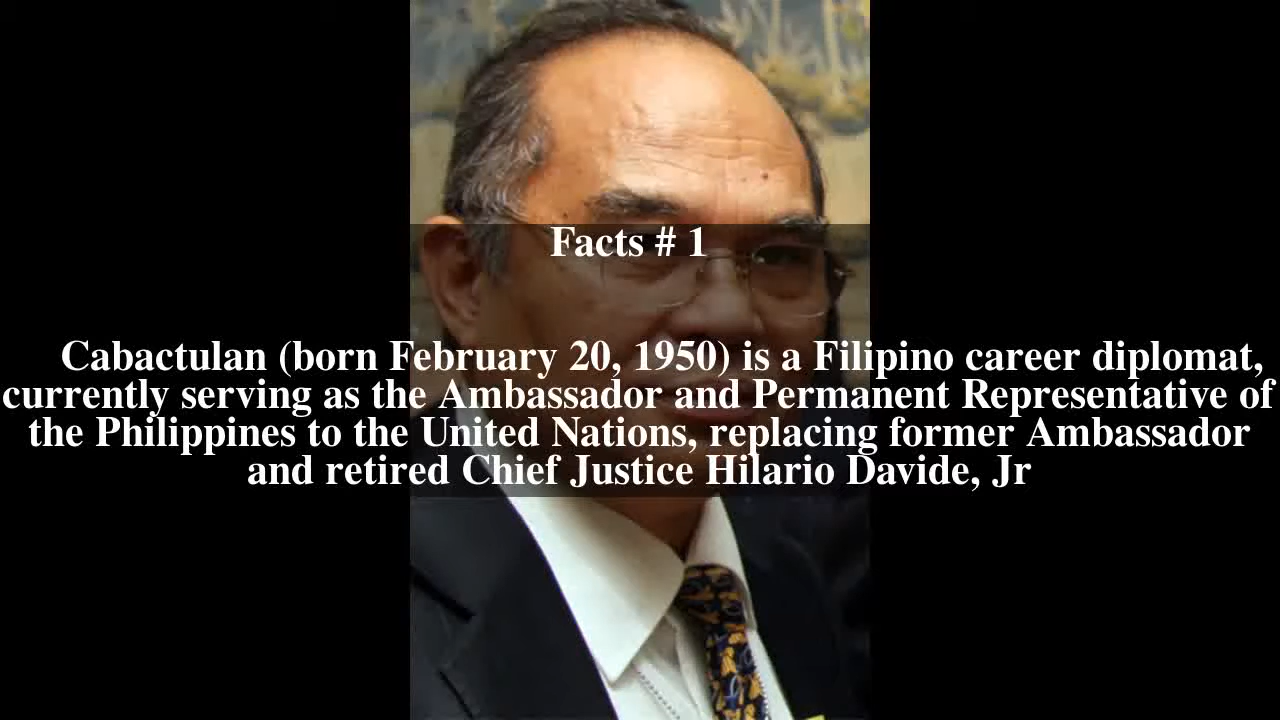 Facts # 1
Cabactulan (born February 20, 1950) is a Filipino career diplomat,
currently serving as the Ambassador and Permanent Representative of
the Philippines to the United Nations, replacing former Ambassador
and retired Chief Justice Hilario Davide, Jr